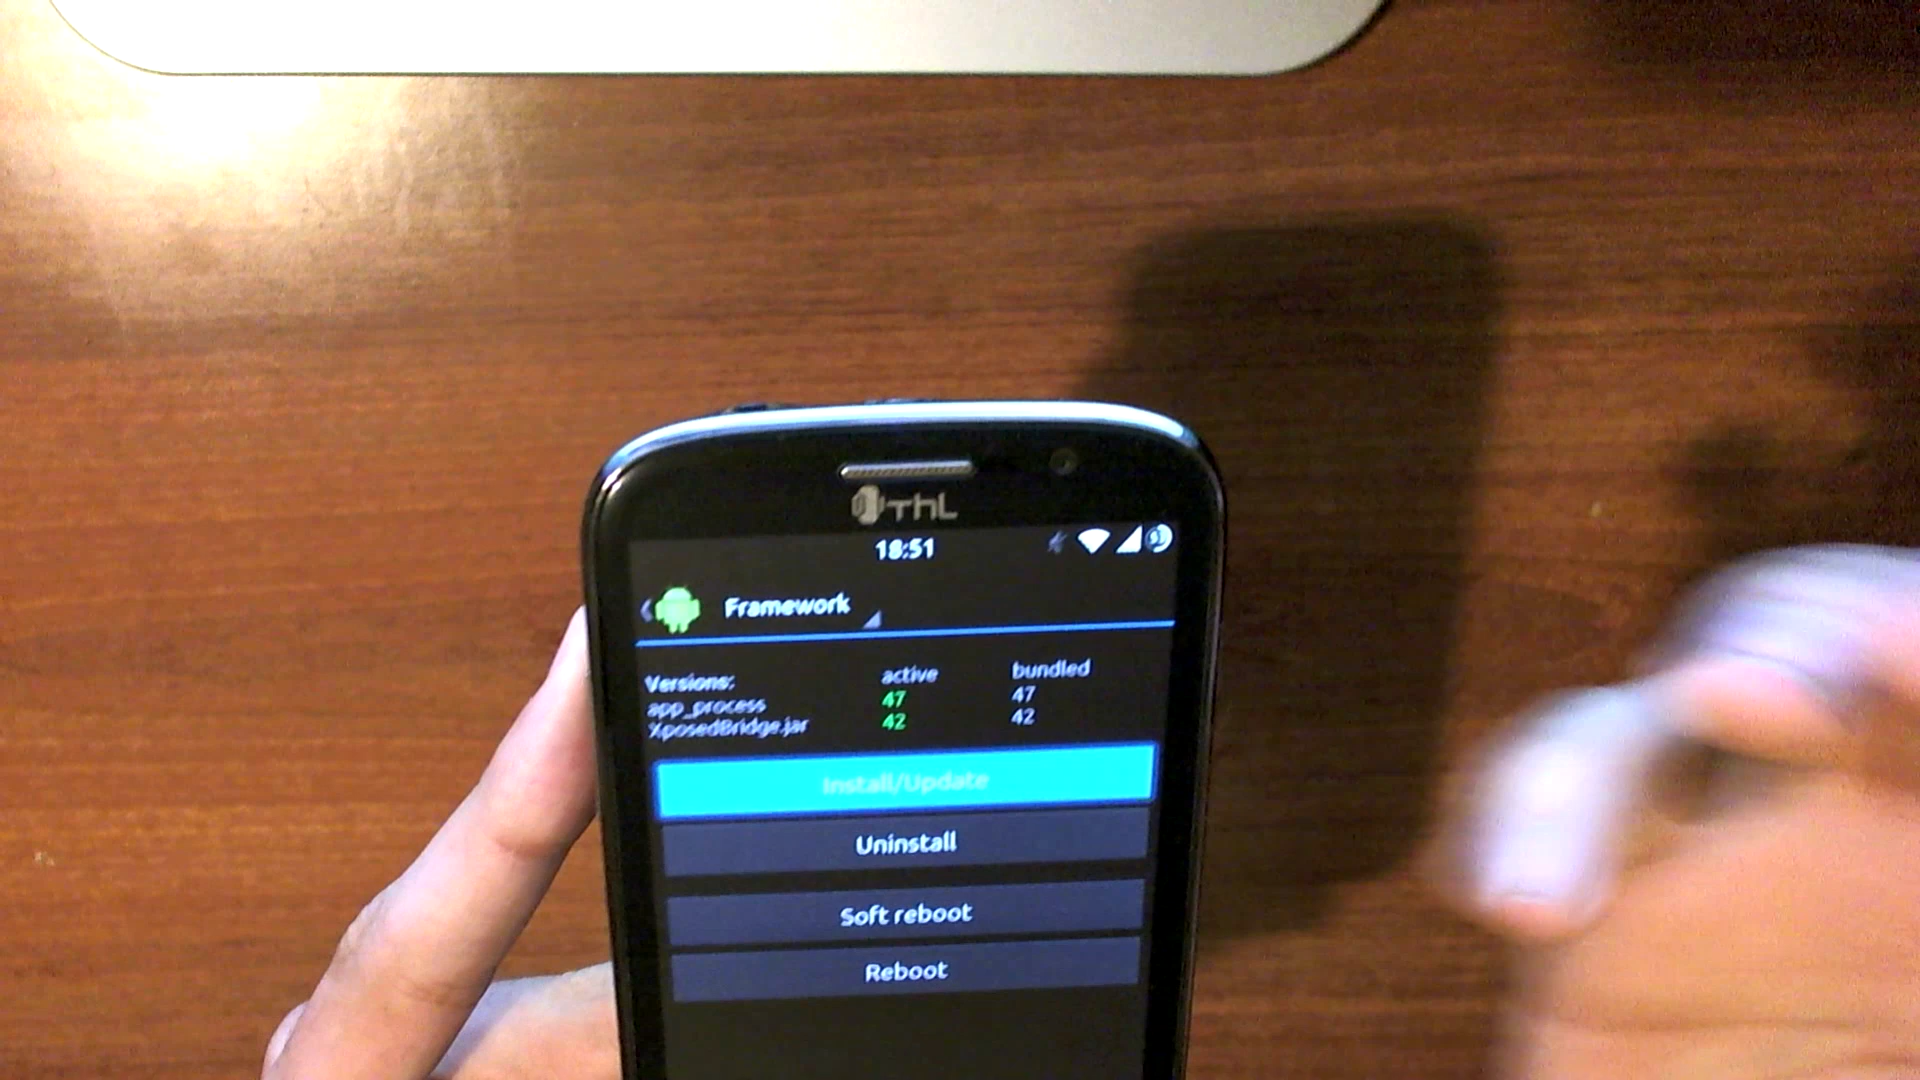 THL
18:51
Framework
Versions: active bundled
app_process 47 47
XposedBridge.jar 42 42
Install/Update
Uninstall
Soft reboot
Reboot